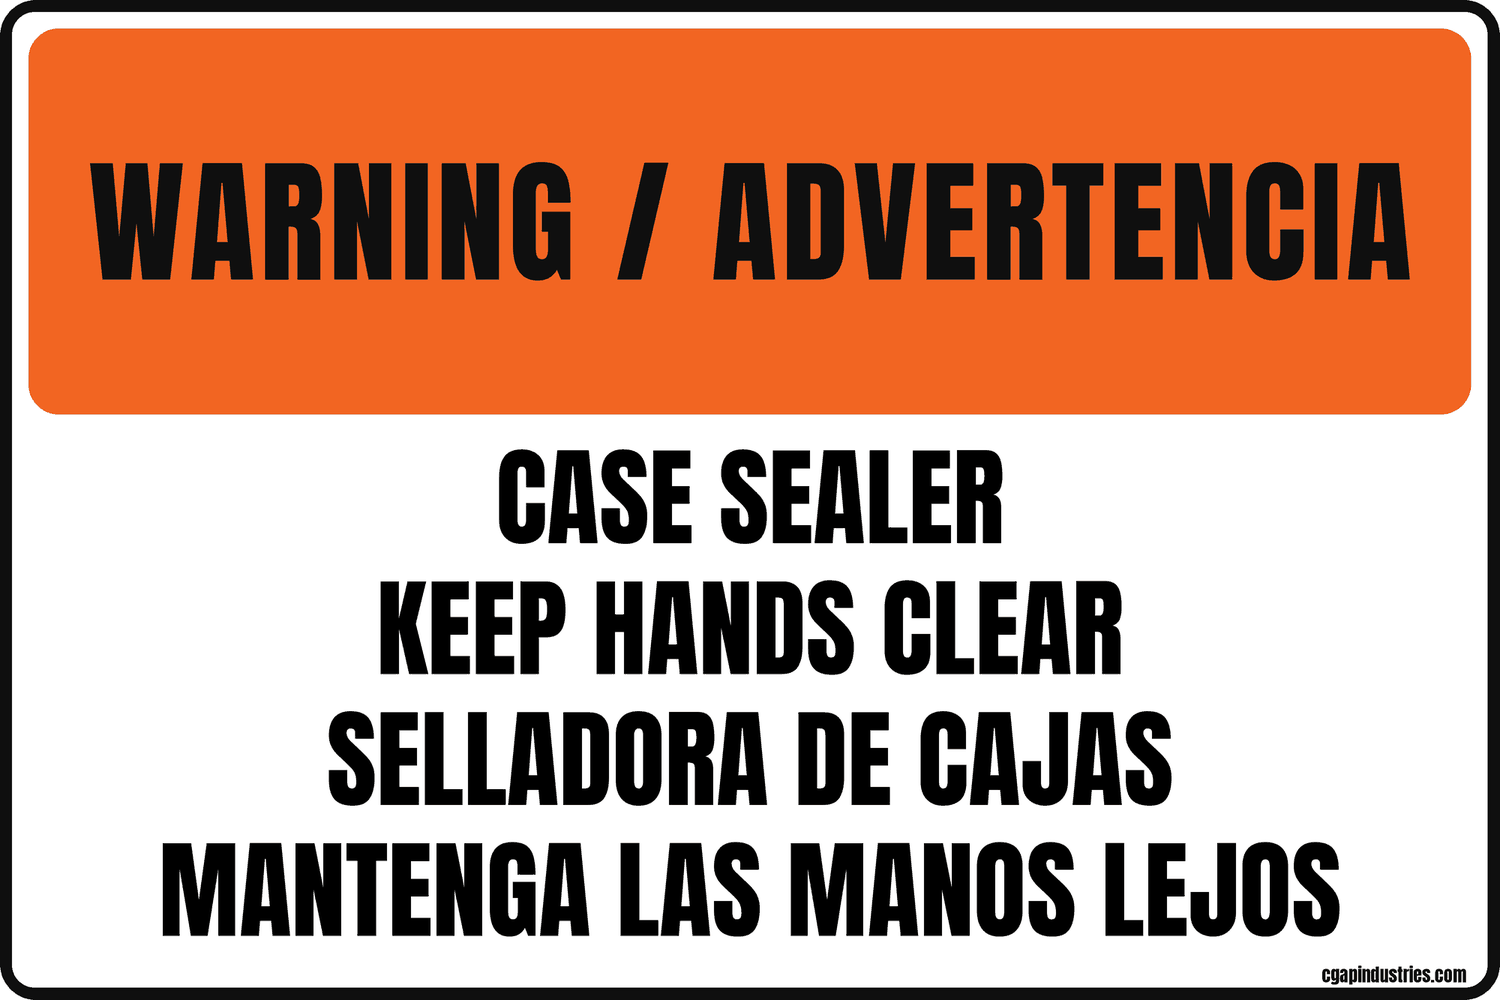 WARNING / ADVERTENCIA
CASE SEALER
KEEP HANDS CLEAR
SELLADORA DE CAJAS
MANTENGA LAS MANOS LEJOS
cgapindustries.com